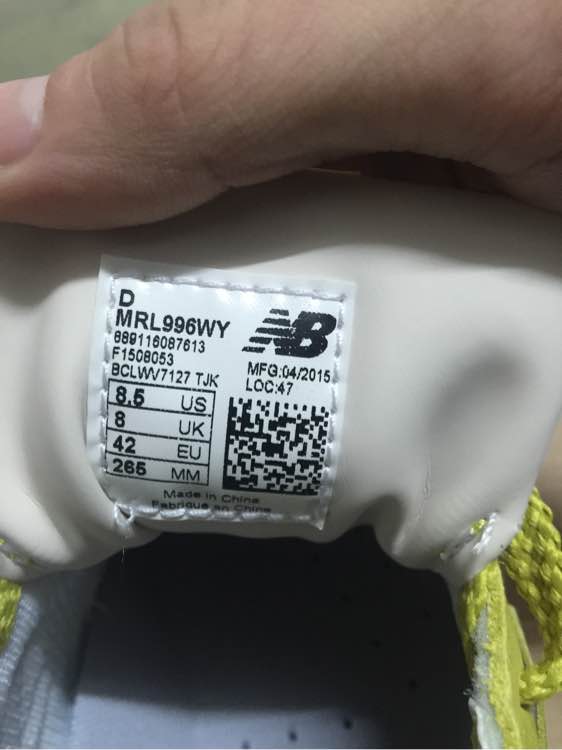 D
MRL996WY
889116087613
F1508053
BCLWV7127 TJK
NB
MFG:04/2015
LOC:47
8.5 US
8 UK
42 EU
265 MM
Made in China
Fabriqué en Chine